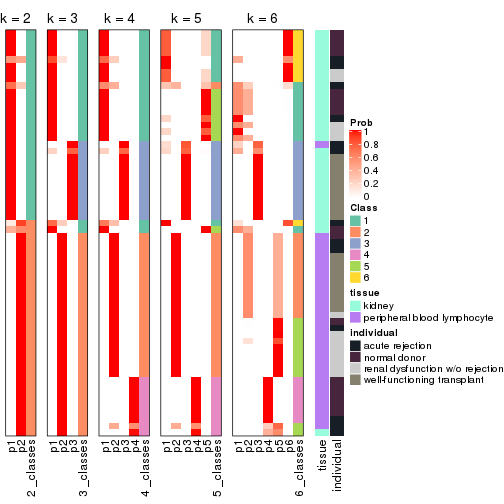 k = 2 k = 3 k = 4 k = 5 k = 6
Prob
1
0.8
0.6
0.4
0.2
0
Class
1
2
3
4
5
6
tissue
kidney
peripheral blood lymphocyte
individual
acute rejection
normal donor
renal dysfunction w/o rejection
well-functioning transplant
p1
p2
2_classes
p1
p2
p3
3_classes
p1
p2
p3
p4
4_classes
p1
p2
p3
p4
p5
5_classes
p1
p2
p3
p4
p5
p6
6_classes
tissue
individual